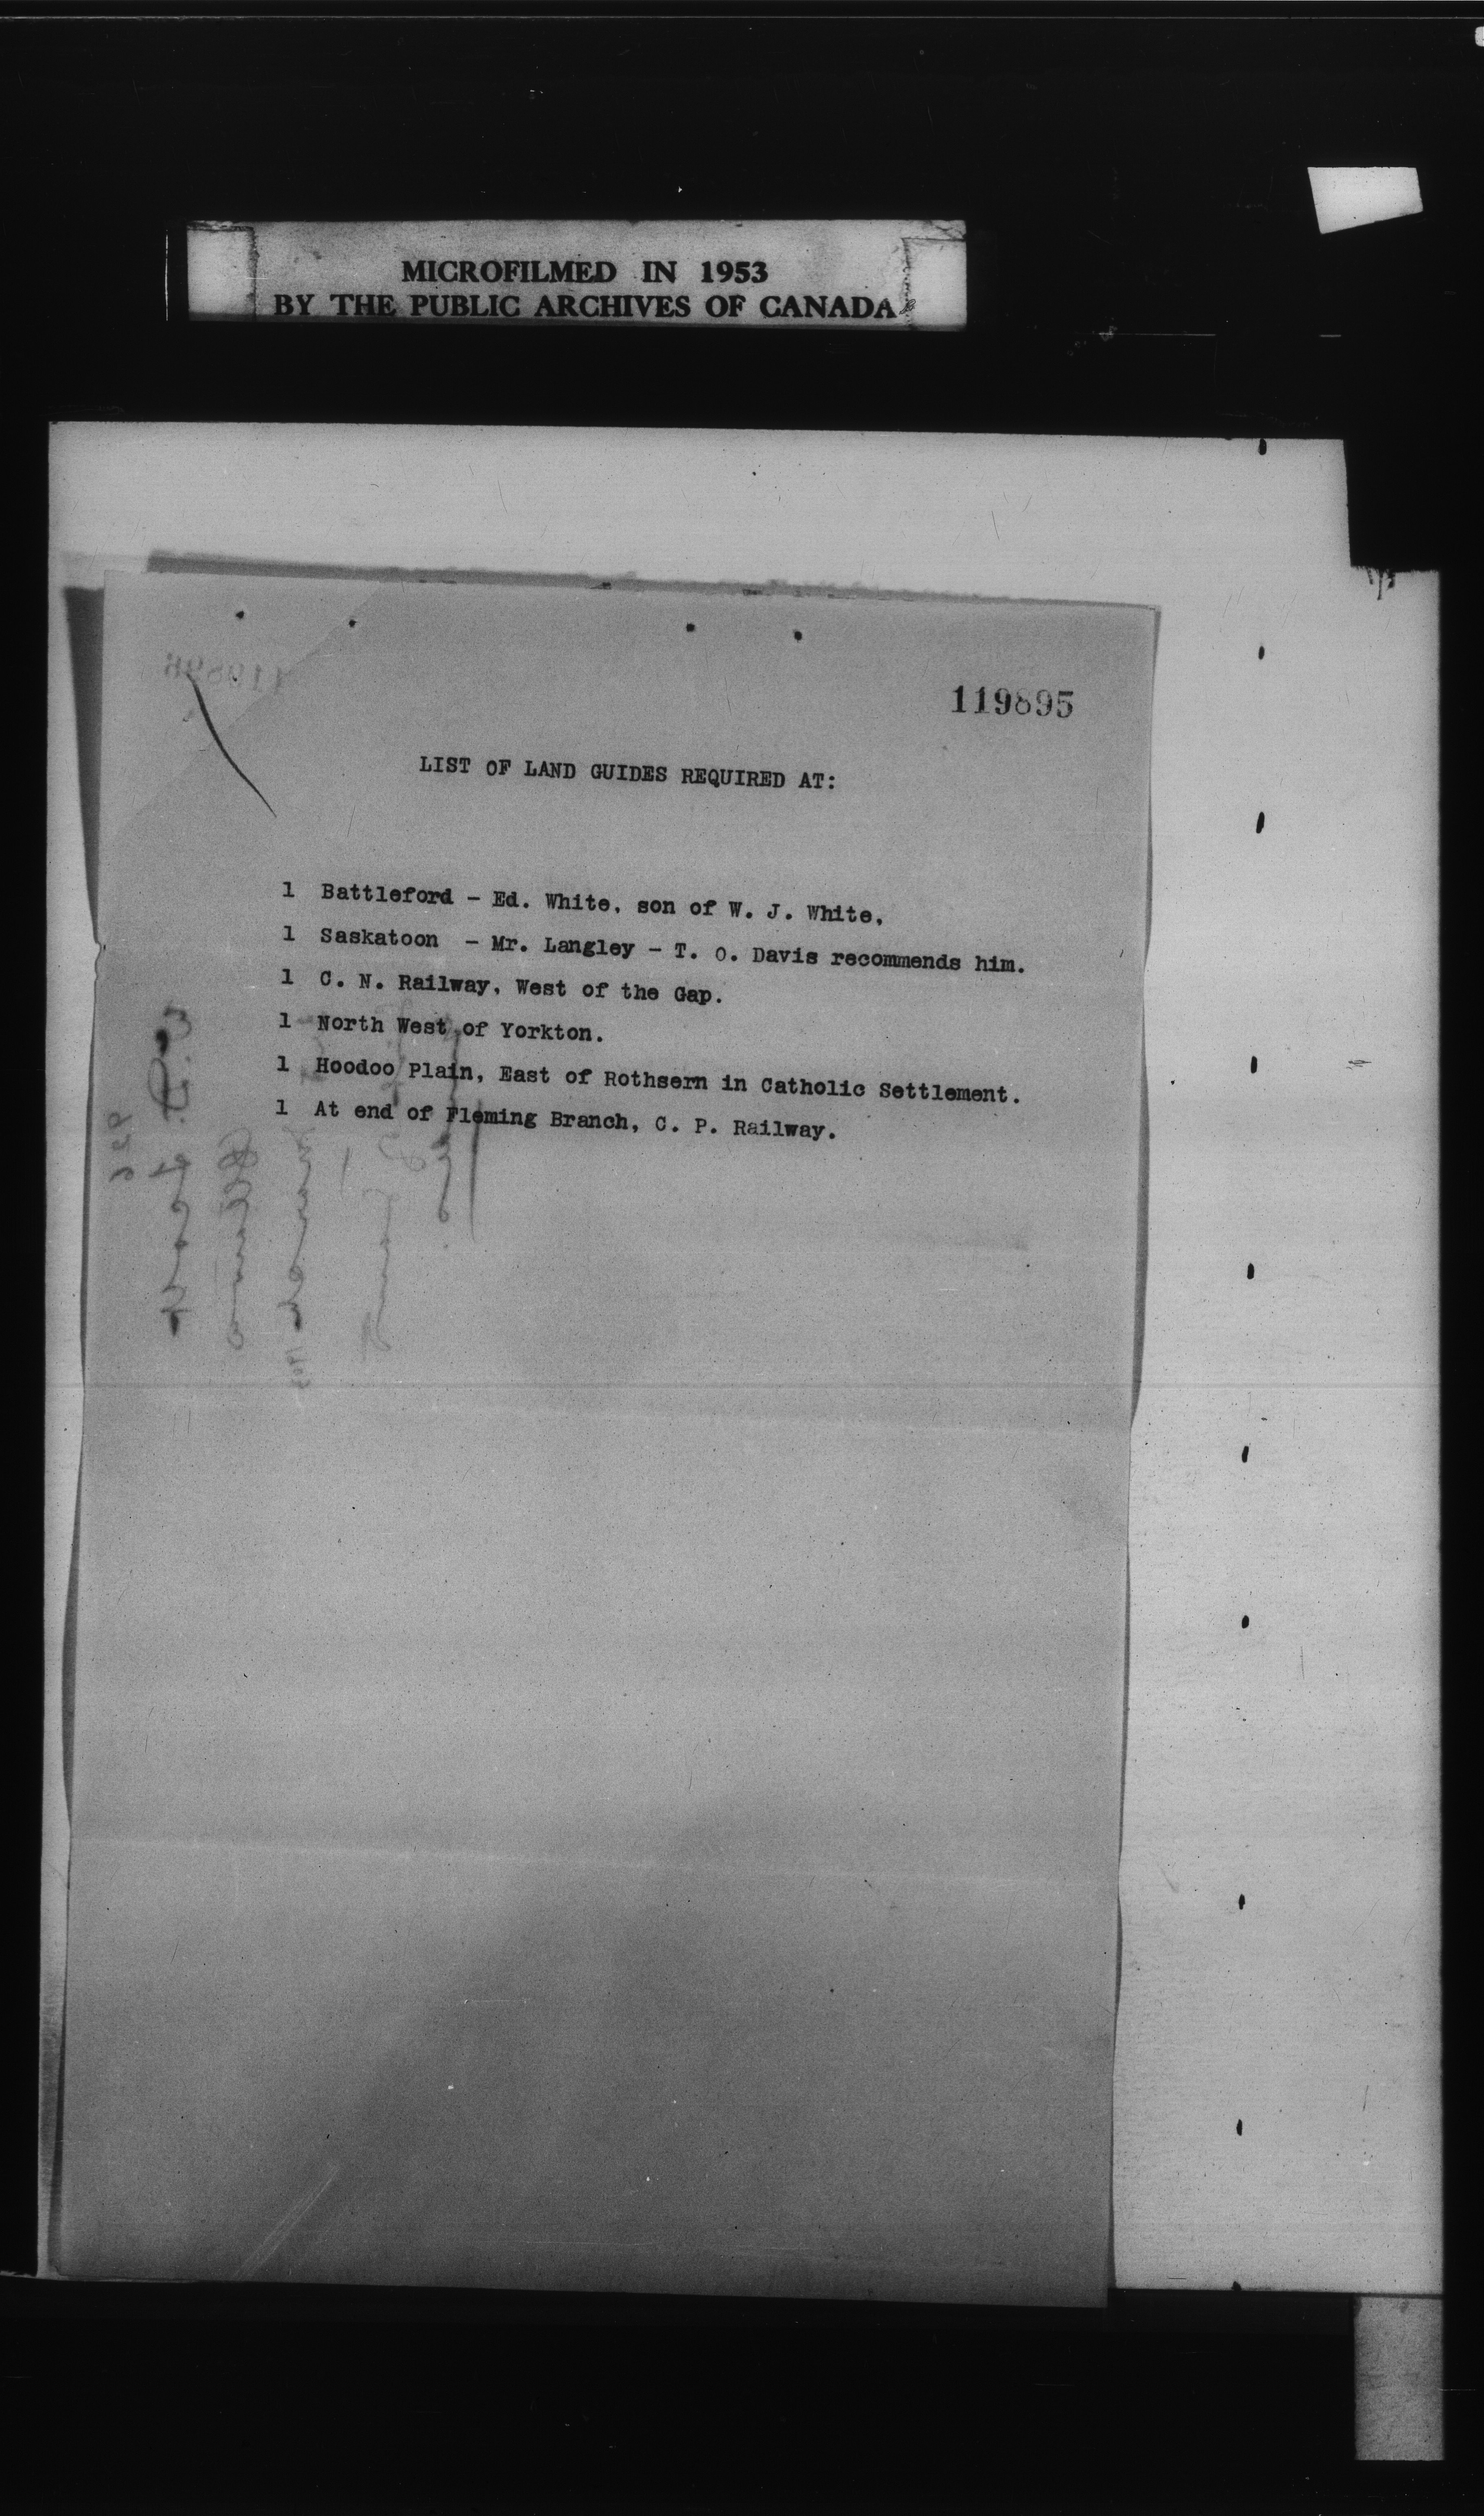 MICROFILMED IN 1953
BY THE PUBLIC ARCHIVES OF CANADA
119895
LIST OF LAND GUIDES REQUIRED AT:
1 Battleford - Ed. White, son of W. J. White,
1 Saskatoon - Mr. Langley - T. O. Davis recommends him.
1 C. N. Railway, West of the Gap.
1 North West of Yorkton.
1 Hoodoo Plain, East of Rothsern in Catholic Settlement.
1 At end of Fleming Branch, C. P. Railway.